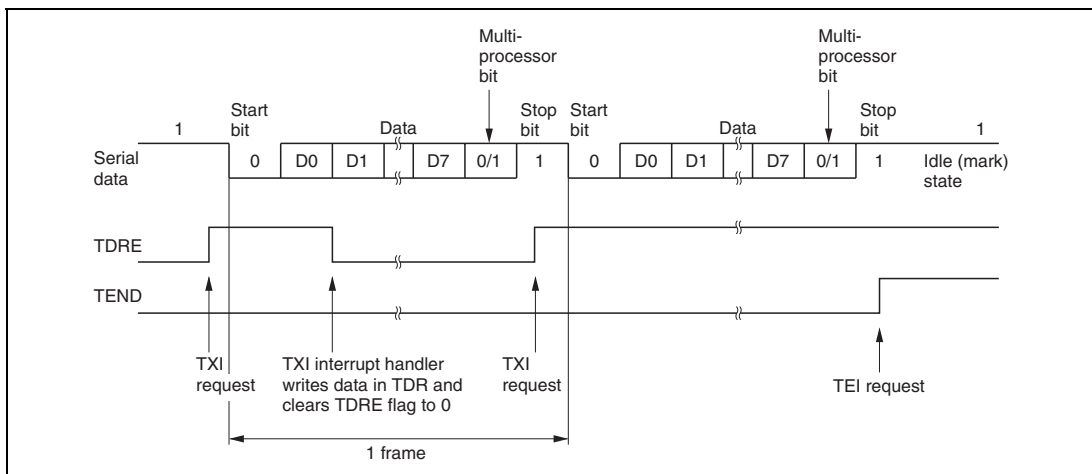 Multi-
processor
bit
Multi-
processor
bit
1
Start
bit
Data
Stop
bit
Start
bit
Data
Stop
bit
1
Serial
data
0 D0 D1 D7 0/1 1 0 D0 D1 D7 0/1 1
Idle (mark)
state
TDRE
TEND
TXI
request
TXI interrupt handler
writes data in TDR and
clears TDRE flag to 0
TXI
request
TEI request
1 frame